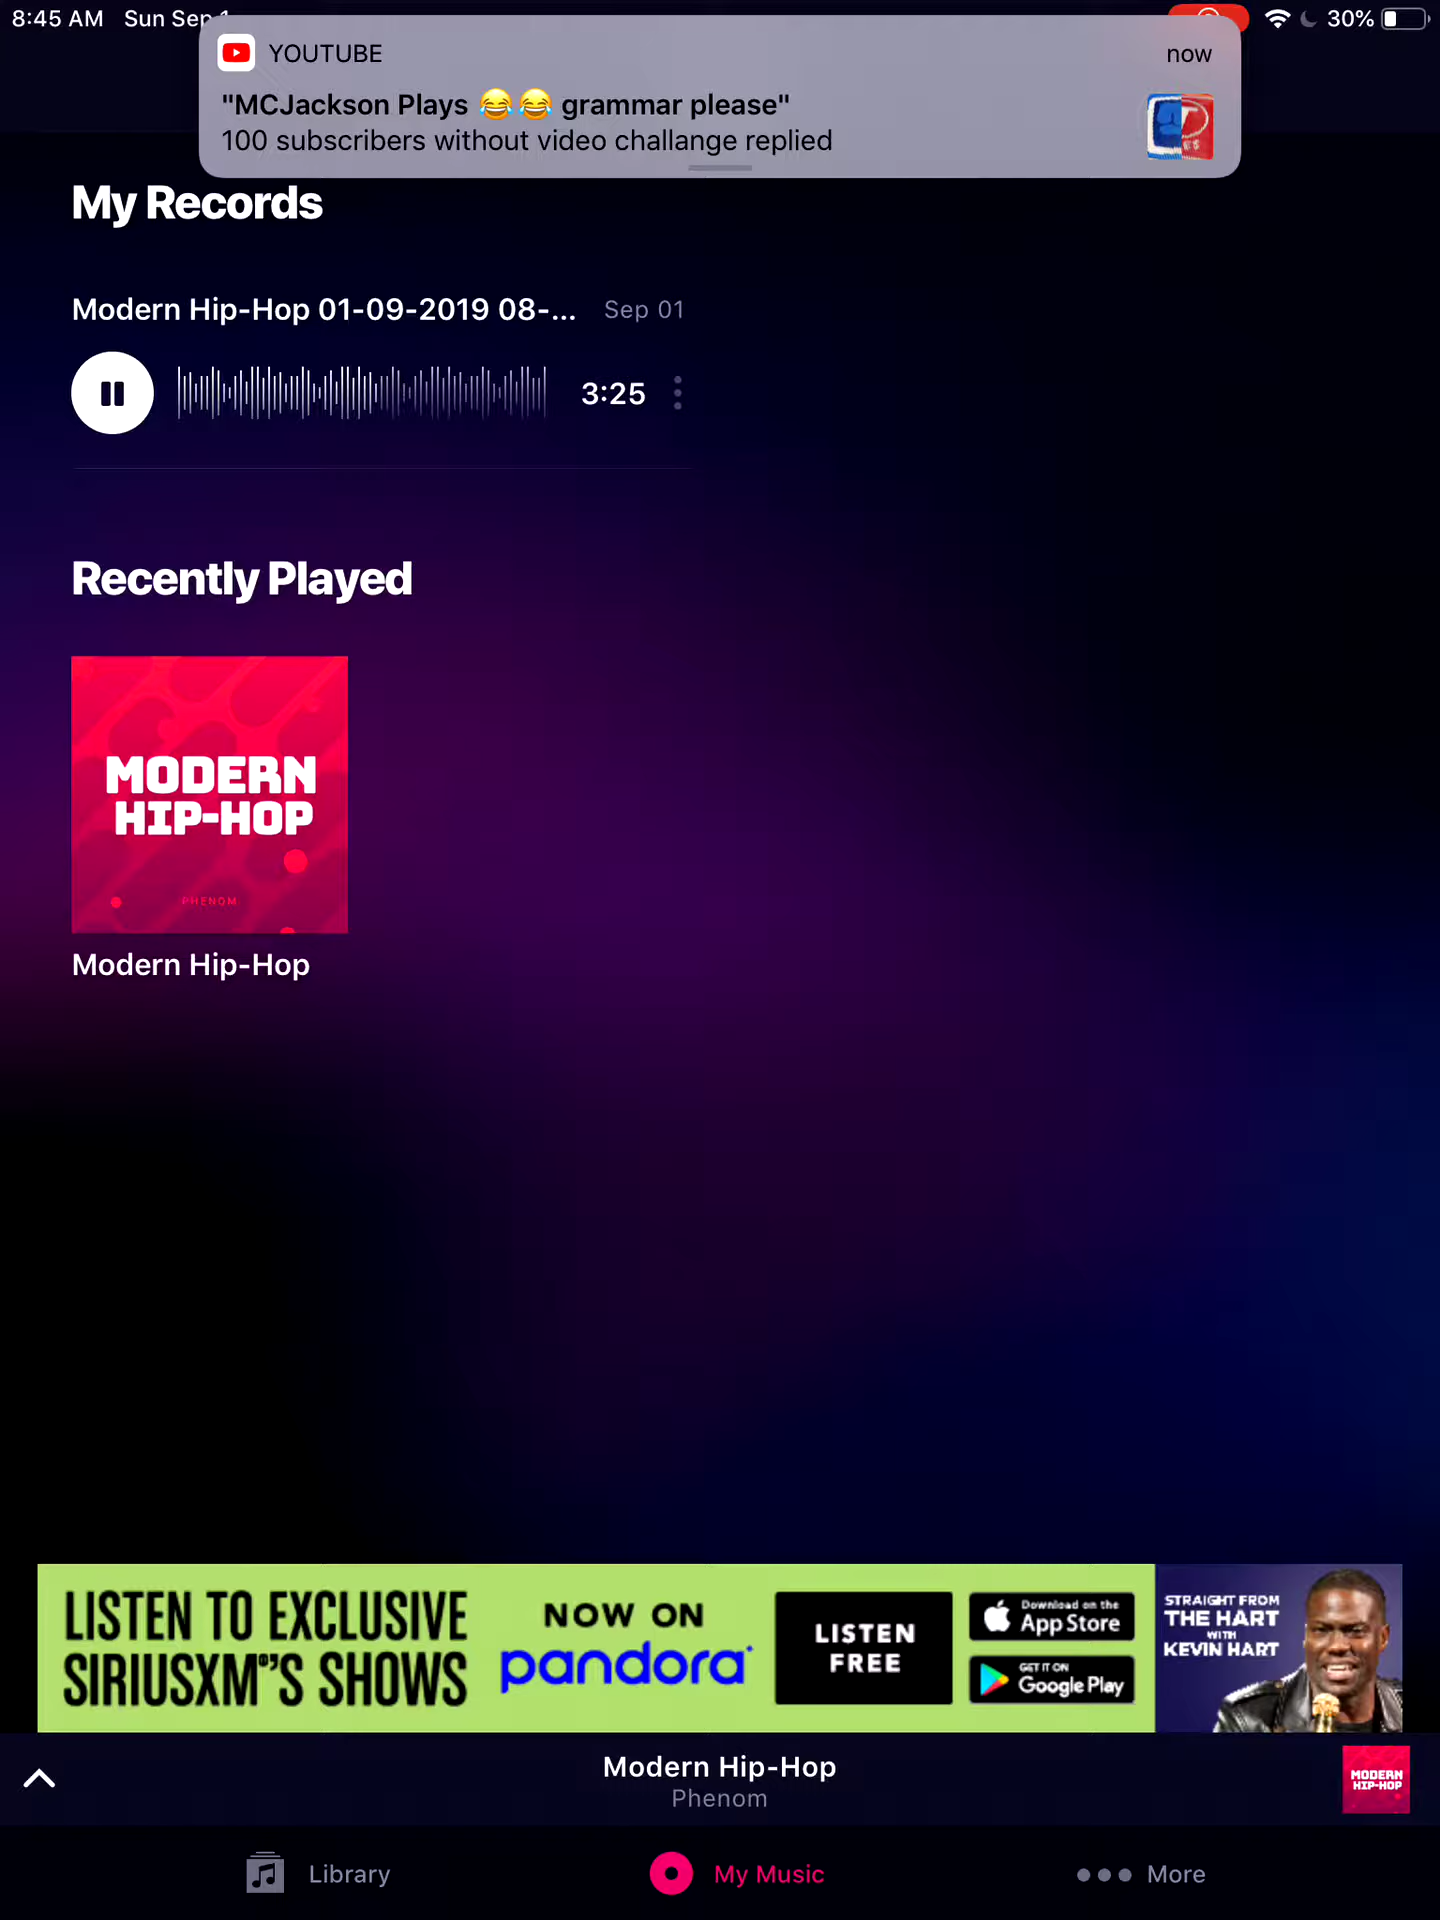 8:45 AM Sun Sep 1
30%
YOUTUBE
now
"MCJackson Plays 😂😂 grammar please"
100 subscribers without video challange replied
My Records
Modern Hip-Hop 01-09-2019 08-...
Sep 01
3:25
Recently Played
MODERN
HIP-HOP
PHENOM
Modern Hip-Hop
LISTEN TO EXCLUSIVE
SIRIUSXM®'S SHOWS
NOW ON
pandora
LISTEN
FREE
Download on the
App Store
GET IT ON
Google Play
STRAIGHT FROM
THE HART
WITH
KEVIN HART
Modern Hip-Hop
Phenom
MODERN
HIP-HOP
Library
My Music
More